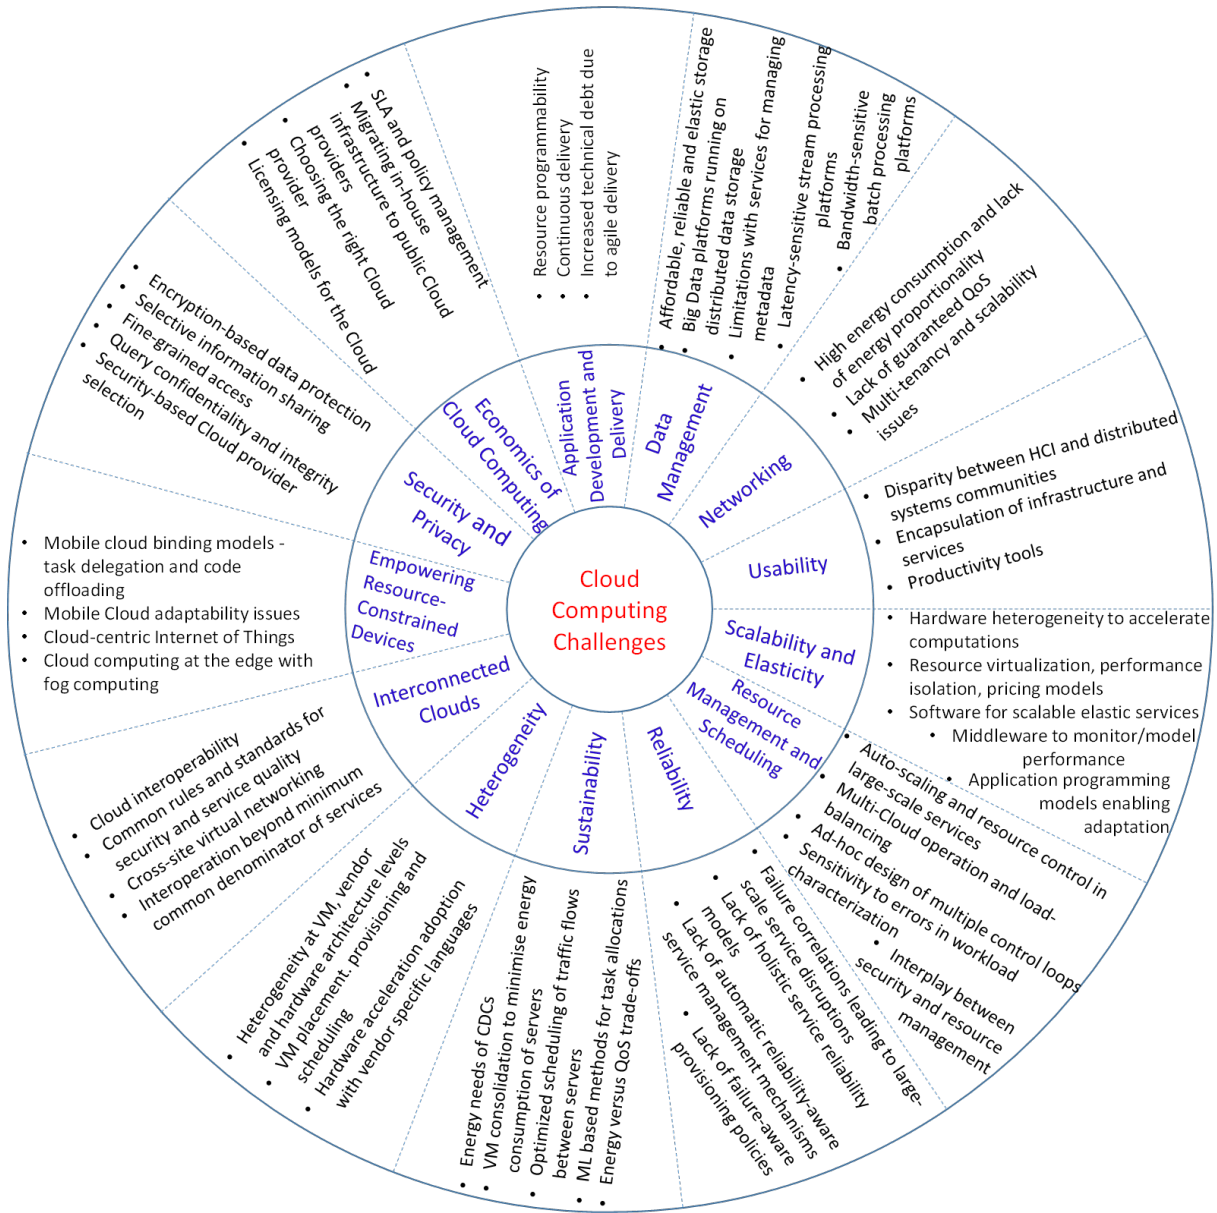 Cloud
Computing
Challenges
Application
Development and
Delivery
• Resource programmability
• Continuous delivery
• Increased technical debt due
to agile delivery
Data
Management
• Affordable, reliable and elastic storage
• Big Data platforms running on
distributed data storage
• Limitations with services for managing
metadata
• Latency-sensitive stream processing
platforms
• Bandwidth-sensitive
batch processing
platforms
Networking
• High energy consumption and lack
of energy proportionality
• Lack of guaranteed QoS
• Multi-tenancy and scalability
issues
Usability
• Disparity between HCI and distributed
systems communities
• Encapsulation of infrastructure and
services
• Productivity tools
Scalability and
Elasticity
• Hardware heterogeneity to accelerate
computations
• Resource virtualization, performance
isolation, pricing models
• Software for scalable elastic services
• Middleware to monitor/model
performance
• Application programming
models enabling
adaptation
Resource
Management and
Scheduling
• Auto-scaling and resource control in
large-scale services
• Multi-Cloud operation and load-
balancing
• Ad-hoc design of multiple control loops
• Sensitivity to errors in workload
characterization
• Interplay between
security and resource
management
Reliability
• Failure correlations leading to large-
scale service disruptions
• Lack of holistic service reliability
models
• Lack of automatic reliability-aware
service management mechanisms
• Lack of failure-aware
provisioning policies
Sustainability
• Energy needs of CDCs
• VM consolidation to minimise energy
consumption of servers
• Optimized scheduling of traffic flows
between servers
• ML based methods for task allocations
• Energy versus QoS trade-offs
Heterogeneity
• Heterogeneity at VM, vendor
and hardware architecture levels
• VM placement. provisioning and
scheduling
• Hardware acceleration adoption
with vendor specific languages
Interconnected
Clouds
• Cloud interoperability
• Common rules and standards for
security and service quality
• Cross-site virtual networking
• Interoperation beyond minimum
common denominator of services
Empowering
Resource-
Constrained
Devices
• Mobile cloud binding models -
task delegation and code
offloading
• Mobile Cloud adaptability issues
• Cloud-centric Internet of Things
• Cloud computing at the edge with
fog computing
Security and
Privacy
• Encryption-based data protection
• Selective information sharing
• Fine-grained access
• Query confidentiality and integrity
• Security-based Cloud provider
selection
Economics of
Cloud Computing
• SLA and policy management
• Migrating in-house
infrastructure to public Cloud
providers
• Choosing the right Cloud
provider
• Licensing models for the Cloud